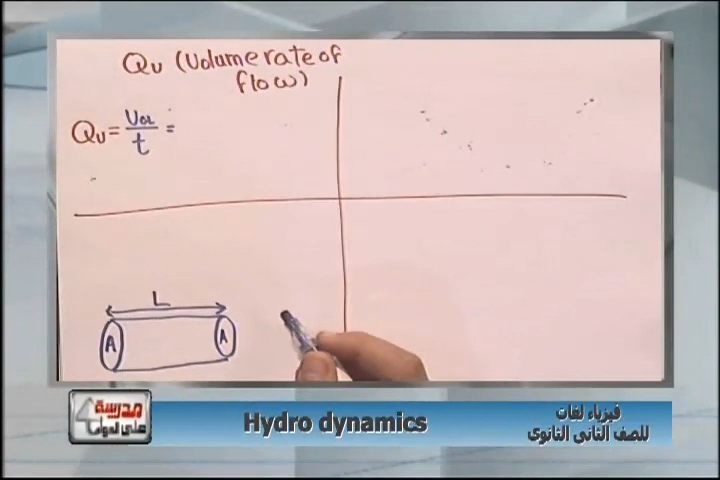 Qv (Volume rate of
flow)
Qv = Vol/t =
L
A A
مدرسة
على الهواء
Hydro dynamics
فيزياء لغات
للصف الثانى الثانوى